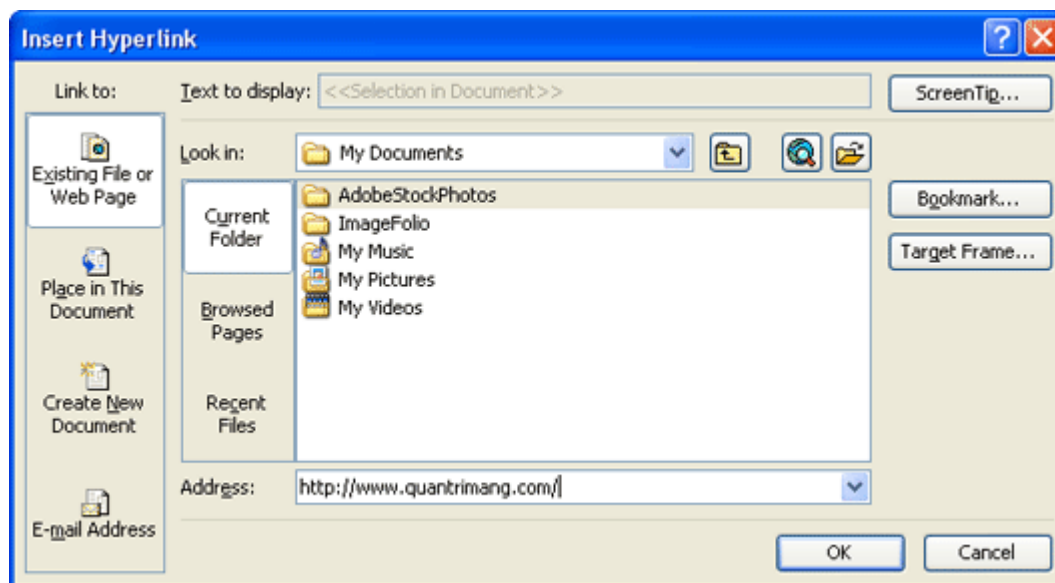 Insert Hyperlink
Link to:
Text to display: <<Selection in Document>>
ScreenTip...
Existing File or
Web Page
Look in: My Documents
Current
Folder
AdobeStockPhotos
ImageFolio
My Music
My Pictures
My Videos
Bookmark...
Target Frame...
Place in This
Document
Browsed
Pages
Create New
Document
Recent
Files
Address: http://www.quantrimang.com/
E-mail Address
OK
Cancel